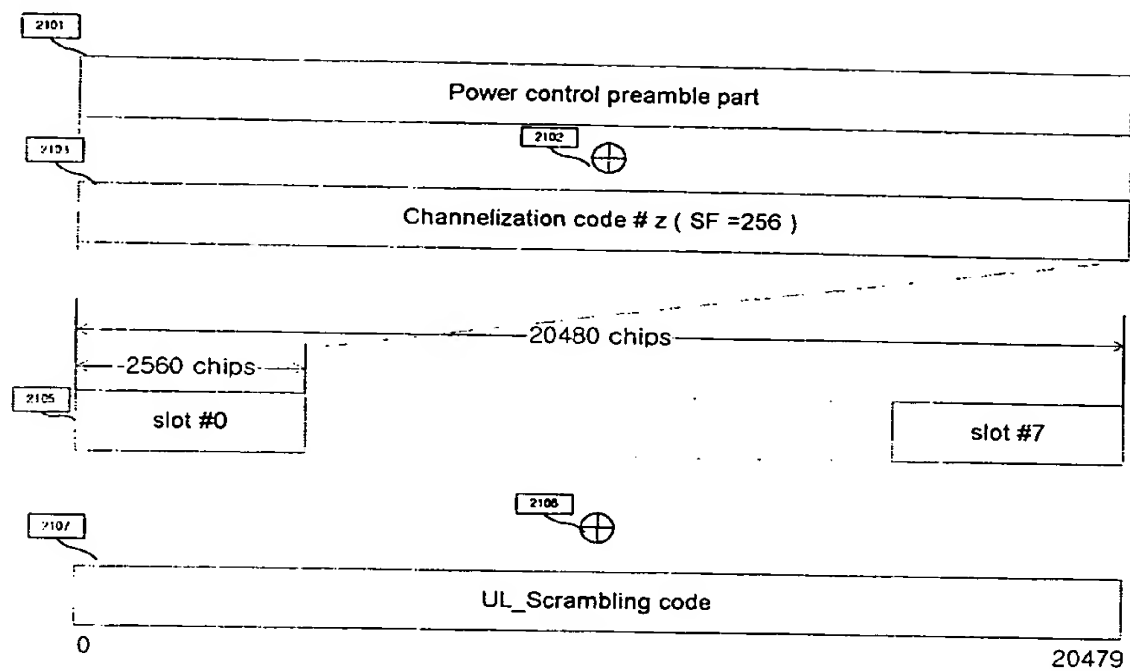 2101
Power control preamble part
2102
2103
Channelization code # z ( SF =256 )
20480 chips
2560 chips
2105
slot #0
slot #7
2106
2107
UL_Scrambling code
0
20479